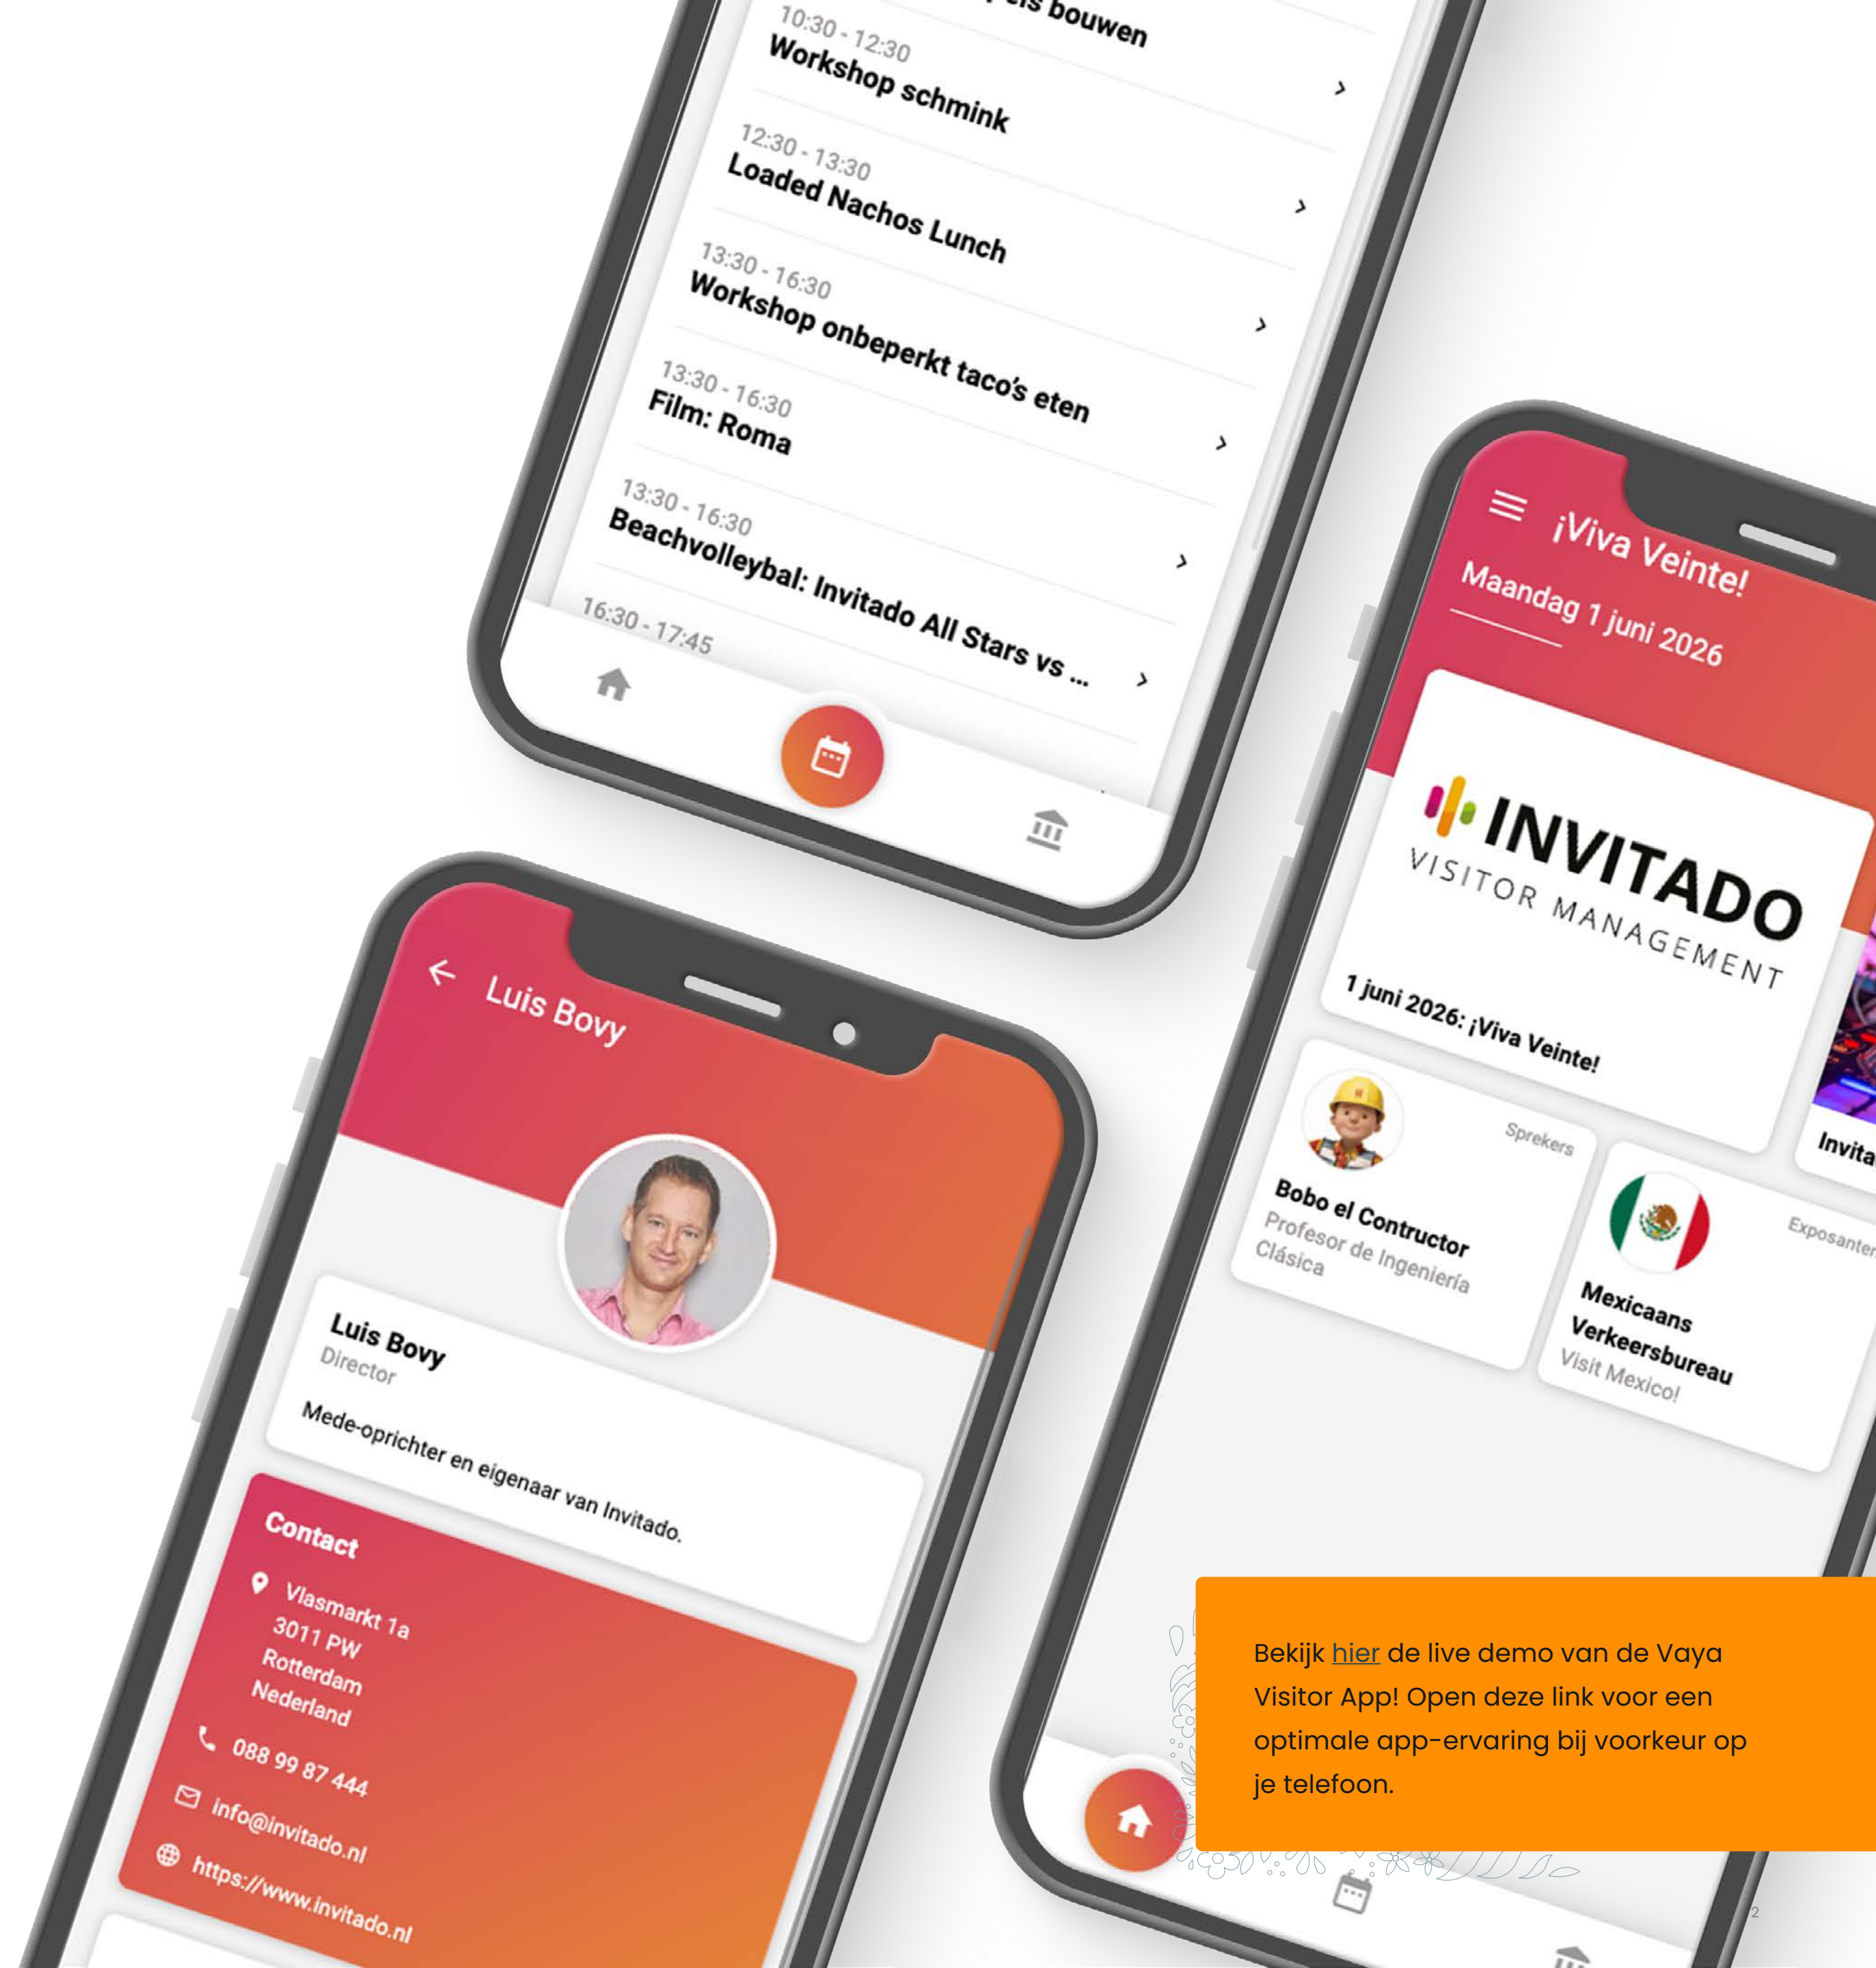 bouwen
10:30 - 12:30
Workshop schmink
12:30 - 13:30
Loaded Nachos Lunch
13:30 - 16:30
Workshop onbeperkt taco's eten
13:30 - 16:30
Film: Roma
13:30 - 16:30
Beachvolleybal: Invitado All Stars vs ...
16:30 - 17:45
¡Viva Veinte!
Maandag 1 juni 2026
INVITADO
VISITOR MANAGEMENT
1 juni 2026: ¡Viva Veinte!
Sprekers
Bobo el Contructor
Profesor de Ingeniería
Clásica
Mexicaans
Verkeersbureau
Visit Mexico!
Luis Bovy
Luis Bovy
Director
Mede-oprichter en eigenaar van Invitado.
Contact
Vlasmarkt 1a
3011 PW
Rotterdam
Nederland
088 99 87 444
info@invitado.nl
https://www.invitado.nl
Bekijk hier de live demo van de Vaya
Visitor App! Open deze link voor een
optimale app-ervaring bij voorkeur op
je telefoon.
2